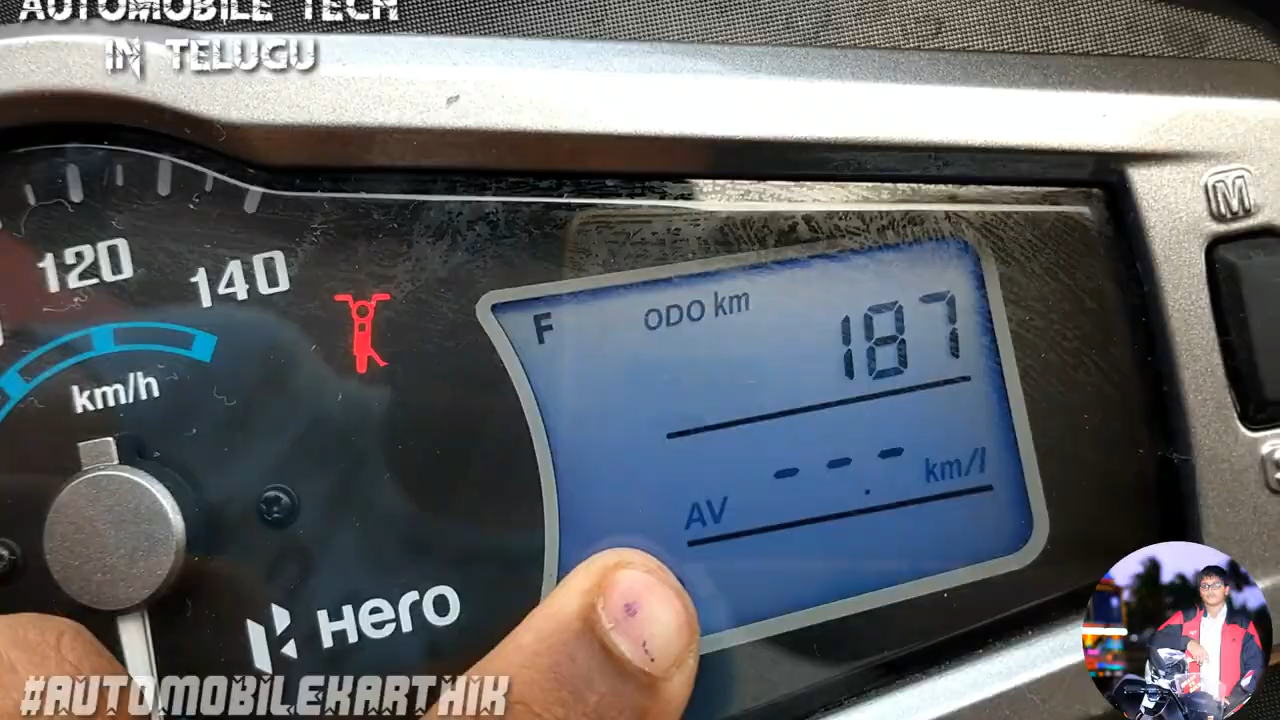 AUTOMOBILE TECH
IN TELUGU
M
120
140
km/h
F
ODO km
187
AV ---.- km/l
Hero
#AUTOMOBILEKARTHIK